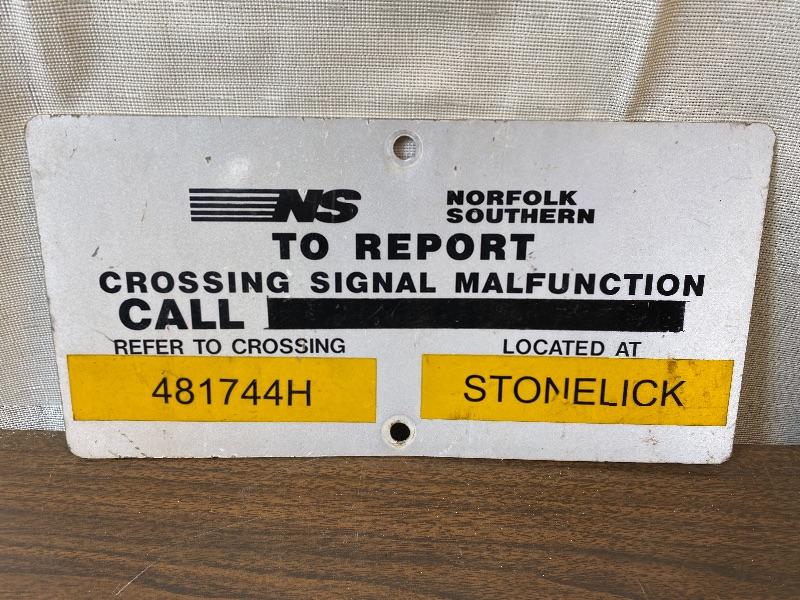 NS NORFOLK
SOUTHERN
TO REPORT
CROSSING SIGNAL MALFUNCTION
CALL
REFER TO CROSSING LOCATED AT
481744H STONELICK